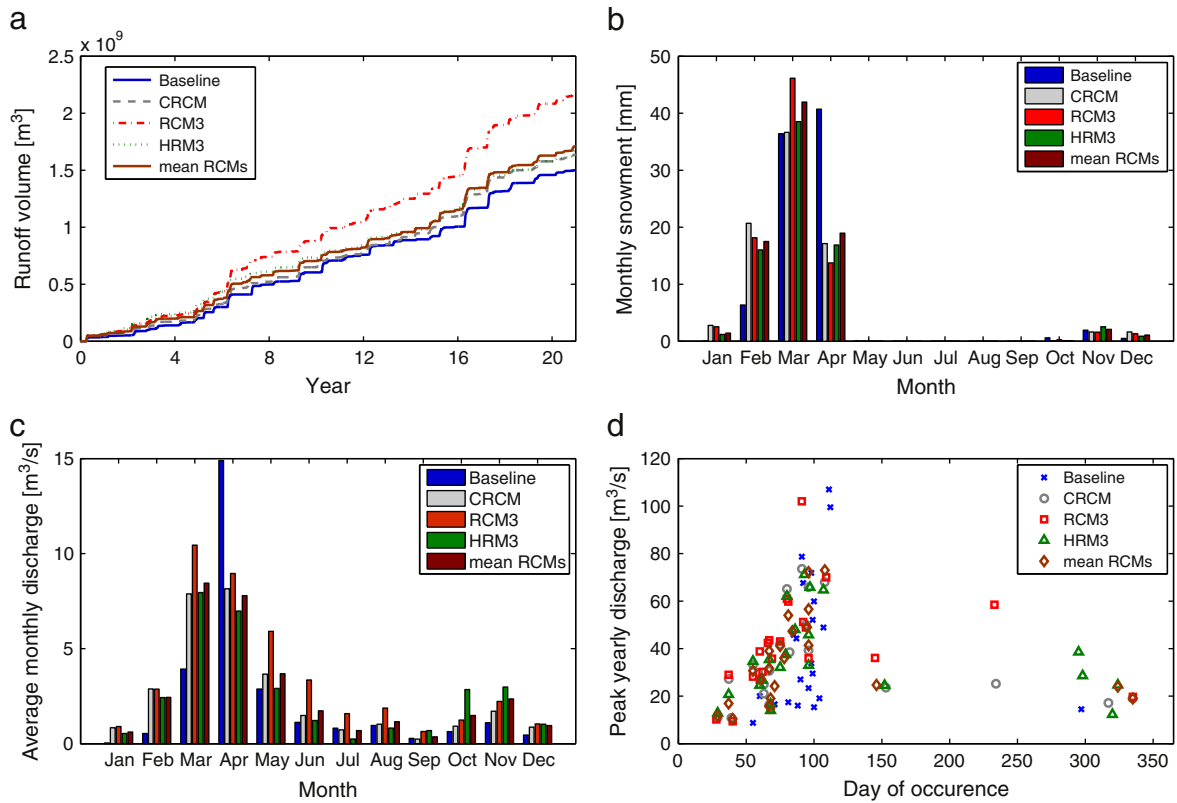 a
x 10⁹
2.5
2
1.5
1
0.5
0
Runoff volume [m³]
Baseline
CRCM
RCM3
HRM3
mean RCMs
0 4 8 12 16 20
Year
b
50
40
30
20
10
0
Monthly snowment [mm]
Baseline
CRCM
RCM3
HRM3
mean RCMs
Jan Feb Mar Apr May Jun Jul Aug Sep Oct Nov Dec
Month
c
15
10
5
0
Average monthly discharge [m³/s]
Baseline
CRCM
RCM3
HRM3
mean RCMs
Jan Feb Mar Apr May Jun Jul Aug Sep Oct Nov Dec
Month
d
120
100
80
60
40
20
0
Peak yearly discharge [m³/s]
Baseline
CRCM
RCM3
HRM3
mean RCMs
0 50 100 150 200 250 300 350
Day of occurence